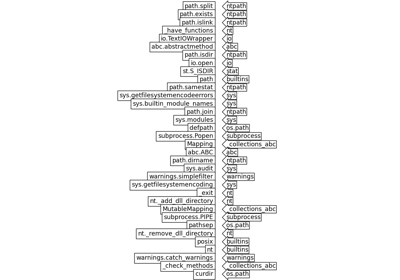 path.split ntpath
path.exists ntpath
path.islink ntpath
_have_functions nt
io.TextIOWrapper io
abc.abstractmethod abc
path.isdir ntpath
io.open io
st.S_ISDIR stat
path builtins
path.samestat ntpath
sys.getfilesystemencodeerrors sys
sys.builtin_module_names sys
path.join ntpath
sys.modules sys
defpath os.path
subprocess.Popen subprocess
Mapping _collections_abc
abc.ABC abc
path.dirname ntpath
sys.audit sys
warnings.simplefilter warnings
sys.getfilesystemencoding sys
_exit nt
nt._add_dll_directory nt
MutableMapping _collections_abc
subprocess.PIPE subprocess
pathsep os.path
nt._remove_dll_directory nt
posix builtins
nt builtins
warnings.catch_warnings warnings
_check_methods _collections_abc
curdir os.path